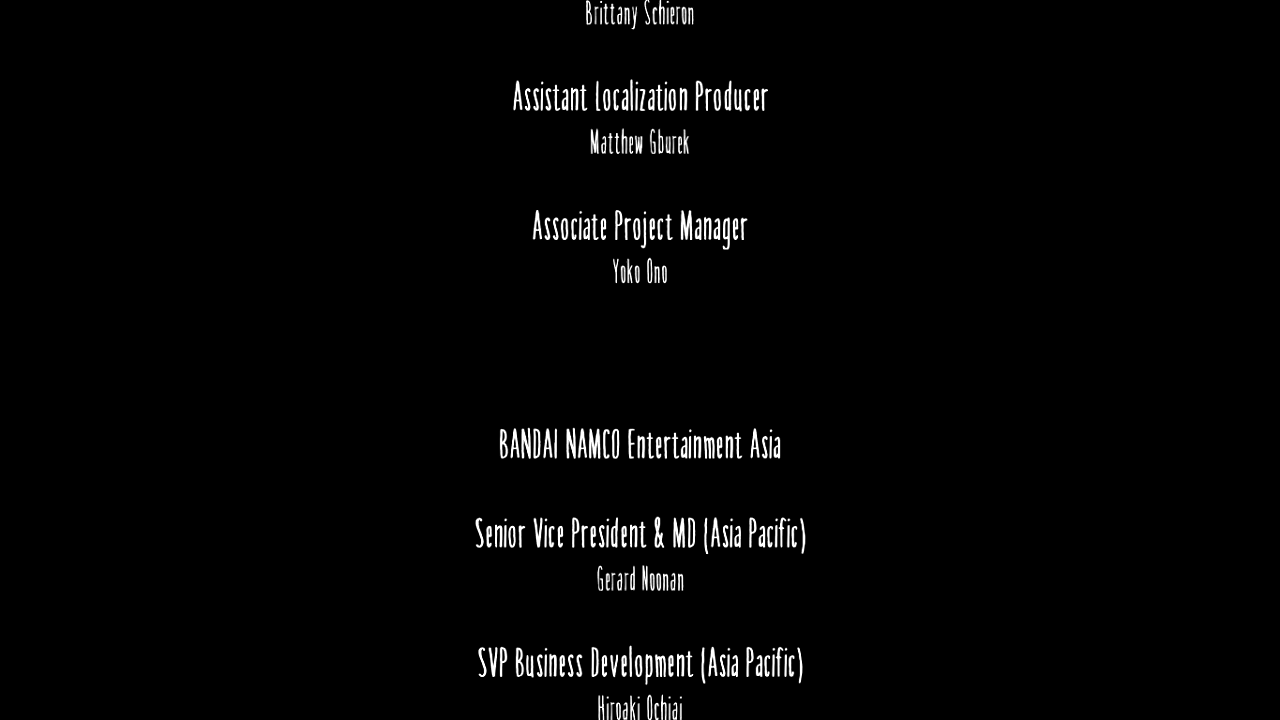 Brittany Schieron
Assistant Localization Producer
Matthew Gburek
Associate Project Manager
Yoko Ono
BANDAI NAMCO Entertainment Asia
Senior Vice President & MD (Asia Pacific)
Gerard Noonan
SVP Business Development (Asia Pacific)
Hiroaki Ochiai